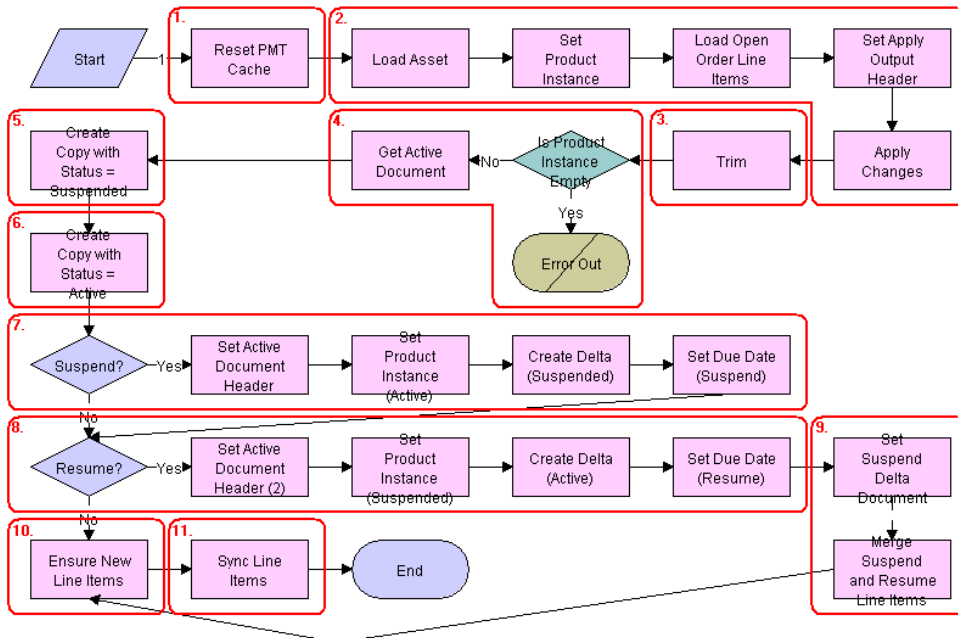 1.
2.
Start
1
Reset PMT
Cache
Load Asset
Set
Product
Instance
Load Open
Order Line
Items
Set Apply
Output
Header
5.
4.
3.
Create
Copy with
Status =
Suspended
Get Active
Document
No
Is Product
Instance
Empty
Trim
Apply
Changes
Yes
6.
Create
Copy with
Status =
Active
Error Out
7.
Suspend?
Yes
Set Active
Document
Header
Set
Product
Instance
(Active)
Create Delta
(Suspended)
Set Due Date
(Suspend)
No
8.
9.
Resume?
Yes
Set Active
Document
Header (2)
Set
Product
Instance
(Suspended)
Create Delta
(Active)
Set Due Date
(Resume)
Set
Suspend
Delta
Document
No
10.
11.
Ensure New
Line Items
Sync Line
Items
End
Merge
Suspend
and Resume
Line Items